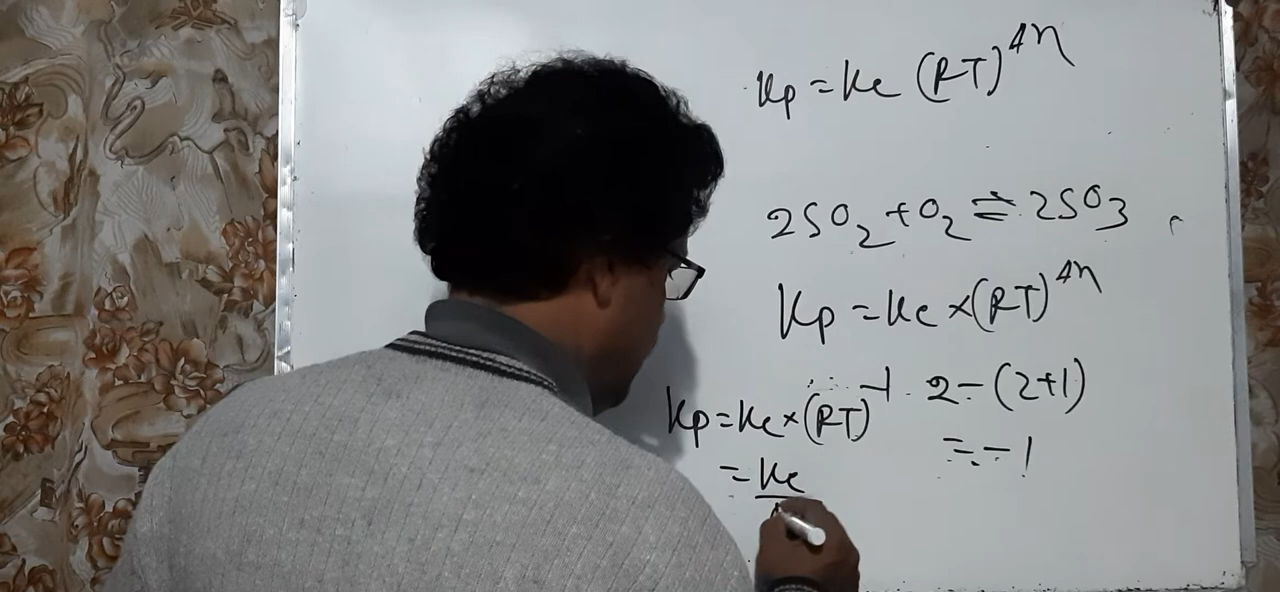 Kp = Kc (RT)^Δn
2SO₂ + O₂ ⇌ 2SO₃
Kp = Kc × (RT)^Δn
Kp = Kc × (RT)^-1 2 - (2+1)
= Kc = -1